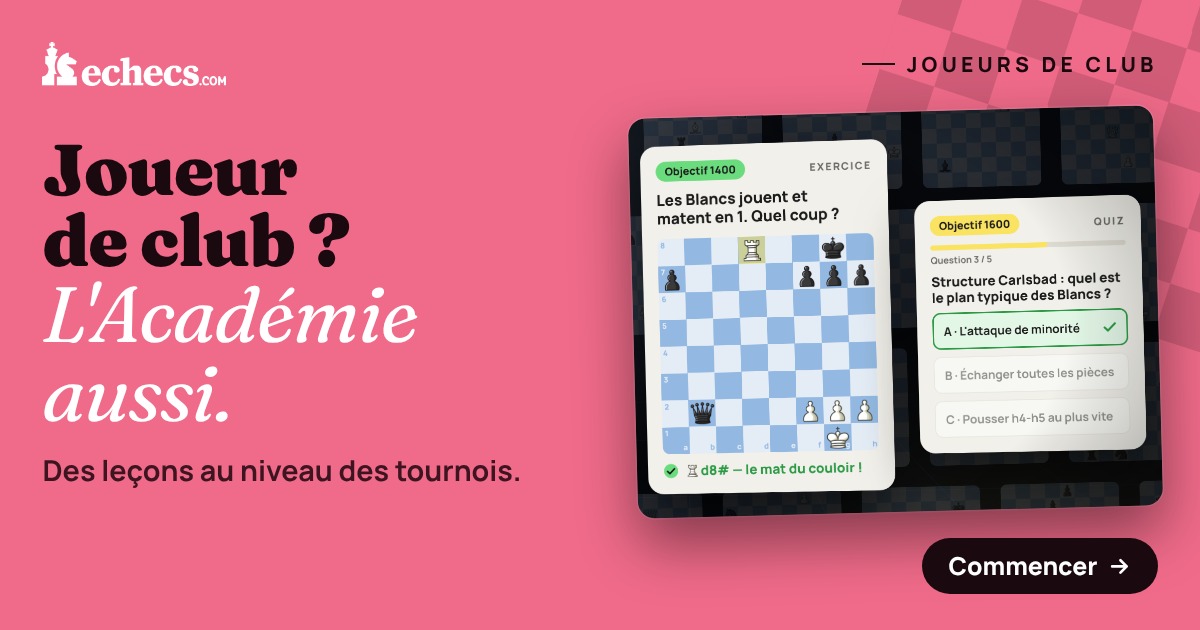 echecs.COM
JOUEURS DE CLUB
Joueur
de club ?
L'Académie
aussi.
Des leçons au niveau des tournois.
Objectif 1400
EXERCICE
Les Blancs jouent et
matent en 1. Quel coup ?
8
7
6
5
4
3
2
1
a b c d e f h
d8# — le mat du couloir !
Objectif 1600
QUIZ
Question 3 / 5
Structure Carlsbad : quel est
le plan typique des Blancs ?
A · L'attaque de minorité
B · Échanger toutes les pièces
C · Pousser h4-h5 au plus vite
Commencer →